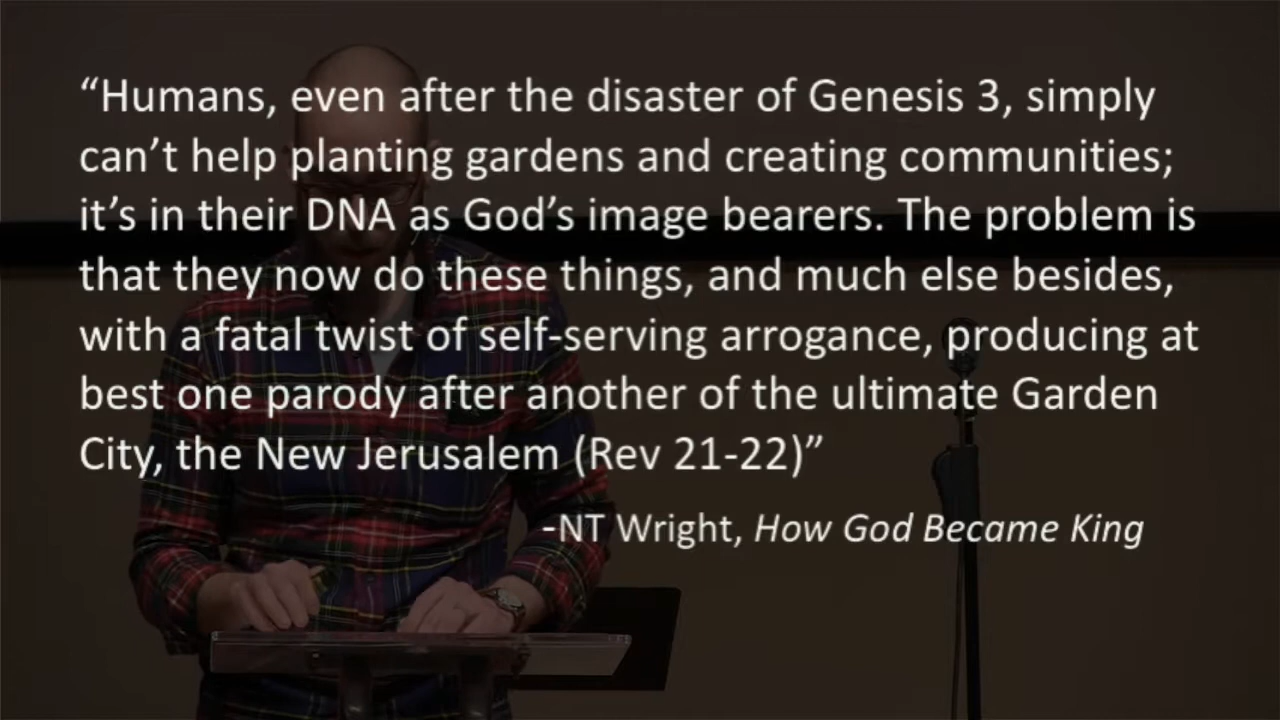 “Humans, even after the disaster of Genesis 3, simply
can’t help planting gardens and creating communities;
it’s in their DNA as God’s image bearers. The problem is
that they now do these things, and much else besides,
with a fatal twist of self-serving arrogance, producing at
best one parody after another of the ultimate Garden
City, the New Jerusalem (Rev 21-22)”
-NT Wright, How God Became King